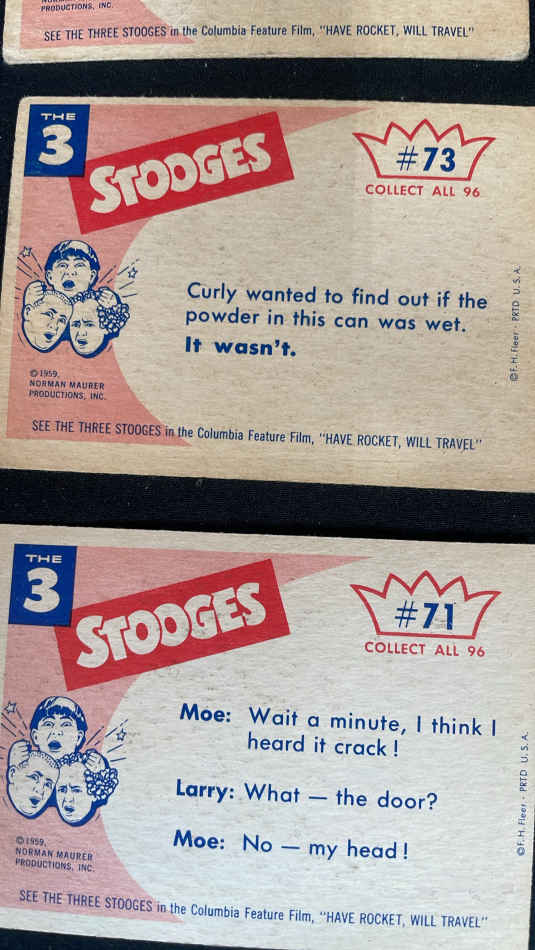 PRODUCTIONS, INC.
SEE THE THREE STOOGES in the Columbia Feature Film, "HAVE ROCKET, WILL TRAVEL"
THE
3
STOOGES
#73
COLLECT ALL 96
Curly wanted to find out if the
powder in this can was wet.
It wasn't.
© 1959,
NORMAN MAURER
PRODUCTIONS, INC.
©F. H. Fleer · PRTD U. S. A.
SEE THE THREE STOOGES in the Columbia Feature Film, "HAVE ROCKET, WILL TRAVEL"
THE
3
STOOGES
#71
COLLECT ALL 96
Moe: Wait a minute, I think I
heard it crack!
Larry: What — the door?
Moe: No — my head!
© 1959,
NORMAN MAURER
PRODUCTIONS, INC.
©F. H. Fleer · PRTD U. S. A.
SEE THE THREE STOOGES in the Columbia Feature Film, "HAVE ROCKET, WILL TRAVEL"